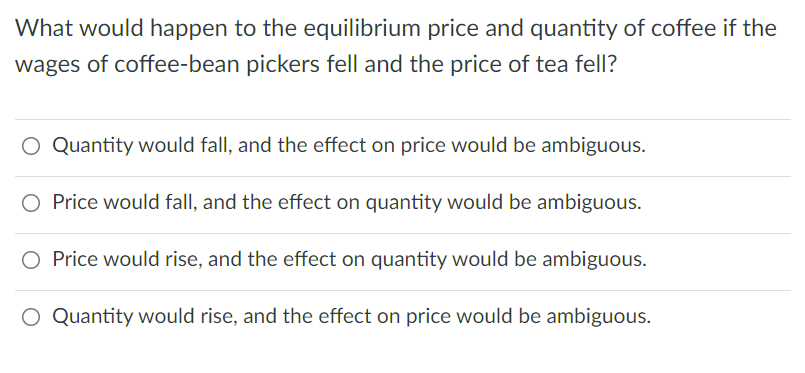 What would happen to the equilibrium price and quantity of coffee if the
wages of coffee-bean pickers fell and the price of tea fell?
Quantity would fall, and the effect on price would be ambiguous.
Price would fall, and the effect on quantity would be ambiguous.
Price would rise, and the effect on quantity would be ambiguous.
Quantity would rise, and the effect on price would be ambiguous.